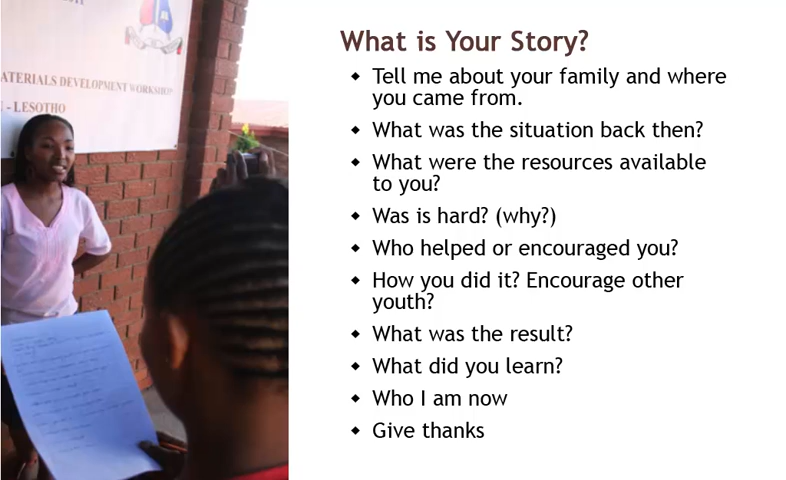 ATERIALS DEVELOPMENT WORKSHOP
- LESOTHO
What is Your Story?
Tell me about your family and where
you came from.
What was the situation back then?
What were the resources available
to you?
Was is hard? (why?)
Who helped or encouraged you?
How you did it? Encourage other
youth?
What was the result?
What did you learn?
Who I am now
Give thanks